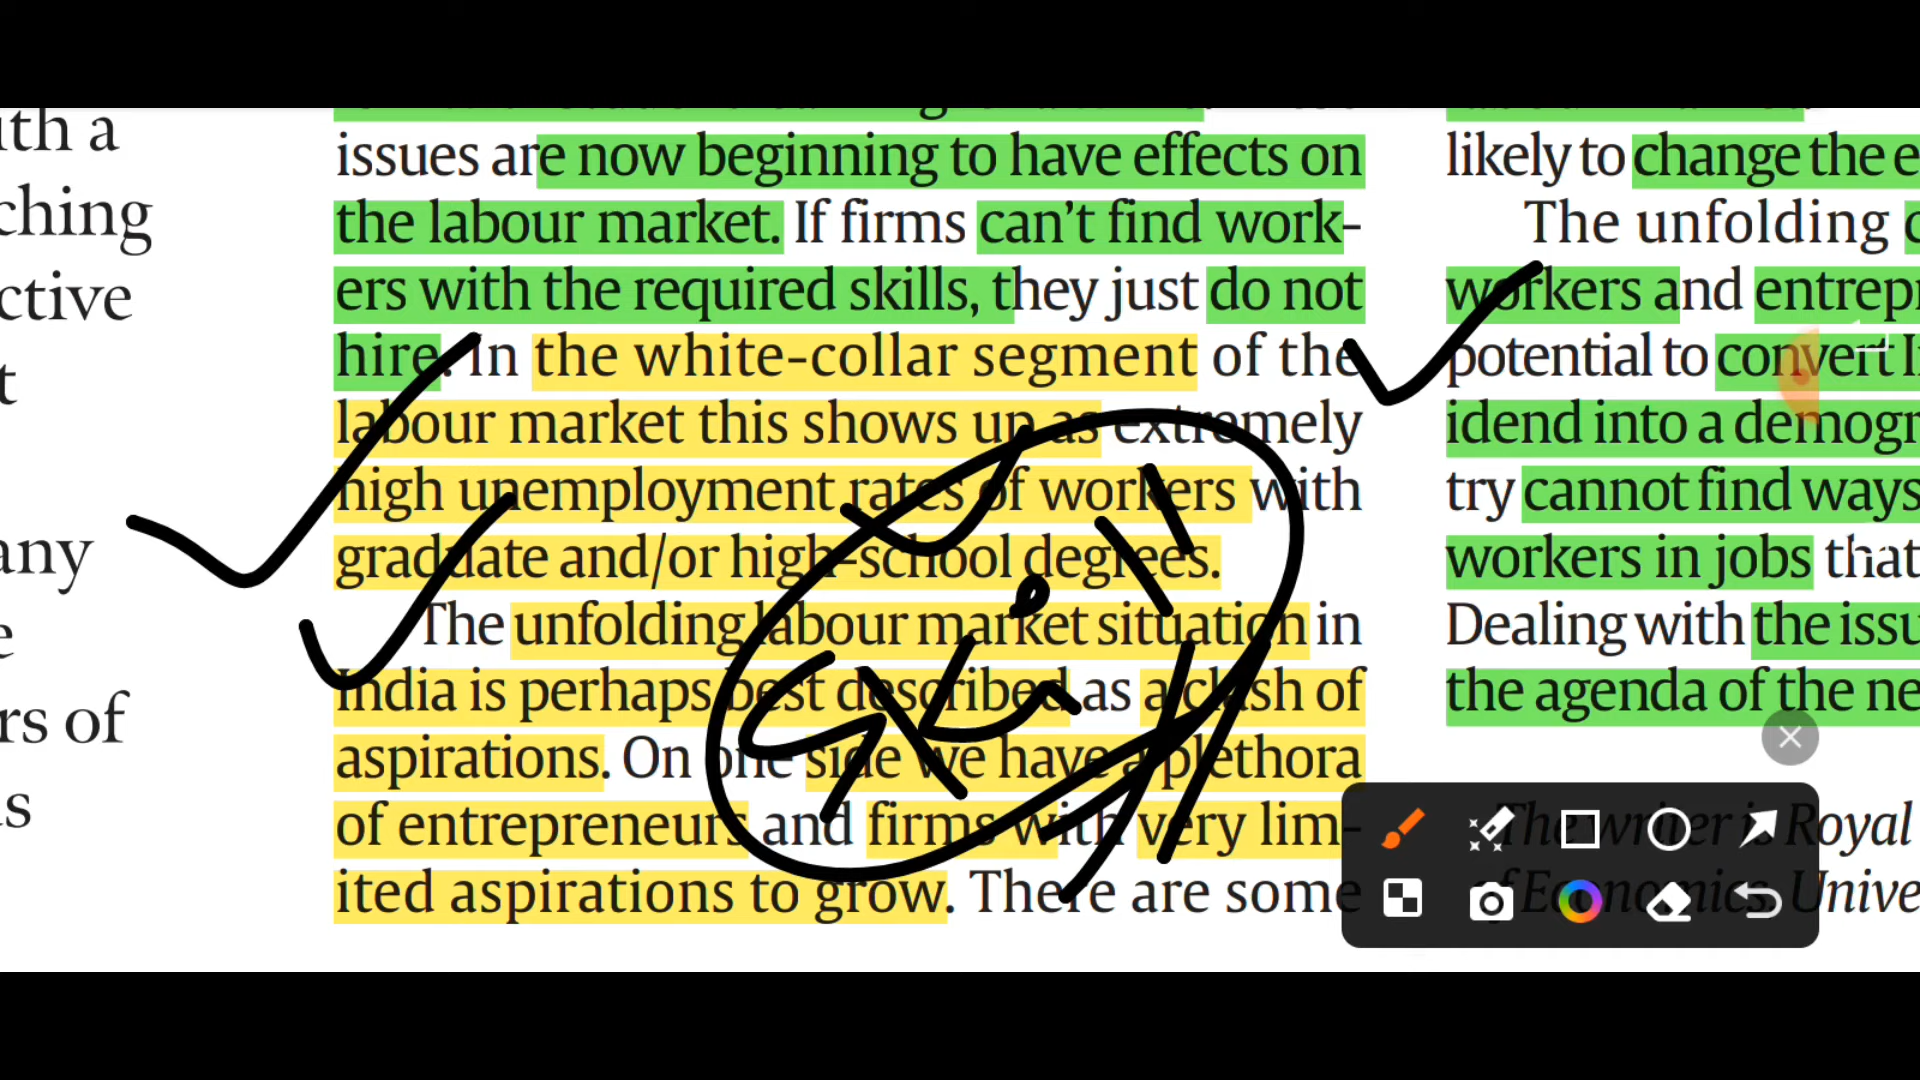 ith a
ching
ctive
t
any
e
rs of
as
issues are now beginning to have effects on
the labour market. If firms can't find work-
ers with the required skills, they just do not
hire. In the white-collar segment of the
labour market this shows up as extremely
high unemployment rates of workers with
graduate and/or high-school degrees.
The unfolding labour market situation in
India is perhaps best described as a clash of
aspirations. On one side we have a plethora
of entrepreneurs and firms with very lim-
ited aspirations to grow. There are some
Skill
likely to change the e
The unfolding c
workers and entrepr
potential to convert I
idend into a demogr
try cannot find ways
workers in jobs that
Dealing with the issu
the agenda of the ne
The writer is Royal
of Economics, Unive